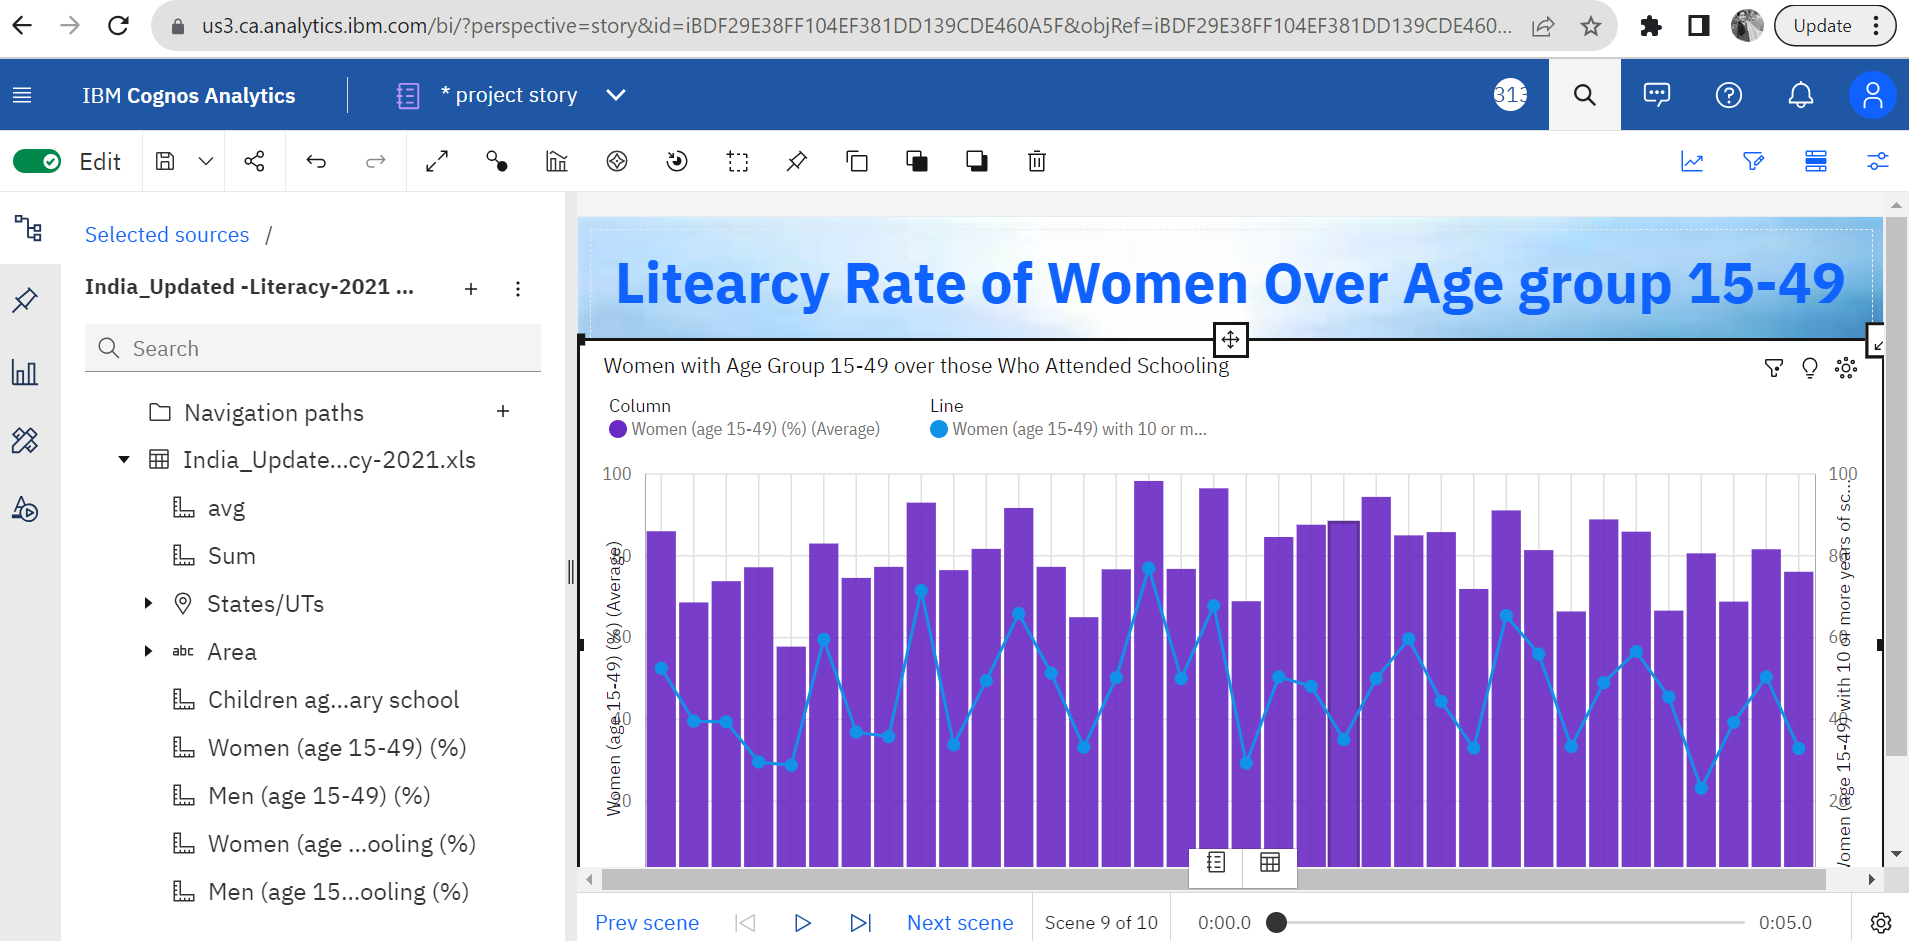 us3.ca.analytics.ibm.com/bi/?perspective=story&id=iBDF29E38FF104EF381DD139CDE460A5F&objRef=iBDF29E38FF104EF381DD139CDE460...
Update
IBM Cognos Analytics
* project story
313
Edit
Selected sources /
India_Updated -Literacy-2021 ...
Search
Navigation paths
India_Update...cy-2021.xls
avg
Sum
States/UTs
abc Area
Children ag...ary school
Women (age 15-49) (%)
Men (age 15-49) (%)
Women (age ...ooling (%)
Men (age 15...ooling (%)
Litearcy Rate of Women Over Age group 15-49
Women with Age Group 15-49 over those Who Attended Schooling
Column
Women (age 15-49) (%) (Average)
Line
Women (age 15-49) with 10 or m...
Women (age 15-49) (%) (Average)
100
80
60
40
20
100
80
60
40
20
Women (age 15-49) with 10 or more years of sc...
Prev scene
Next scene
Scene 9 of 10
0:00.0
0:05.0